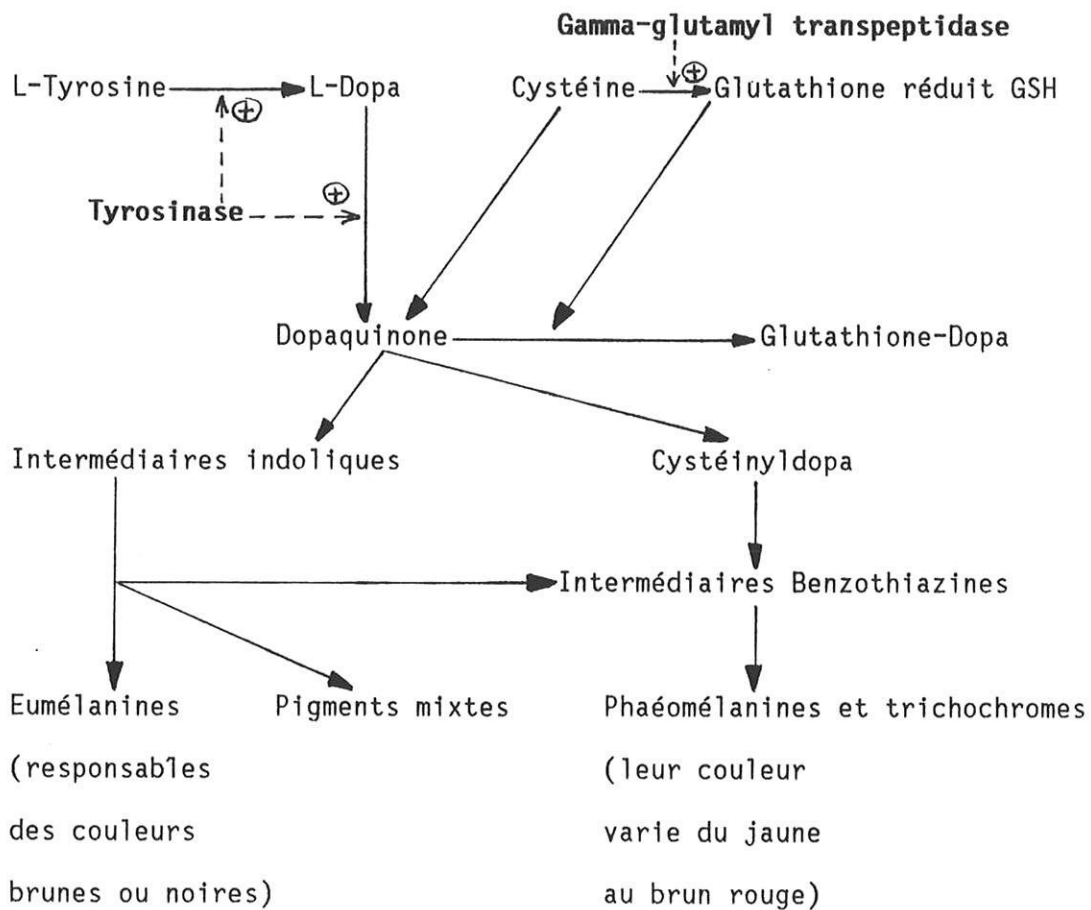 Gamma-glutamyl transpeptidase
L-Tyrosine L-Dopa Cystéine Glutathione réduit GSH
Tyrosinase
Dopaquinone Glutathione-Dopa
Intermédiaires indoliques Cystéinyldopa
Intermédiaires Benzothiazines
Eumélanines Pigments mixtes Phaéomélanines et trichochromes
(responsables (leur couleur
des couleurs varie du jaune
brunes ou noires) au brun rouge)